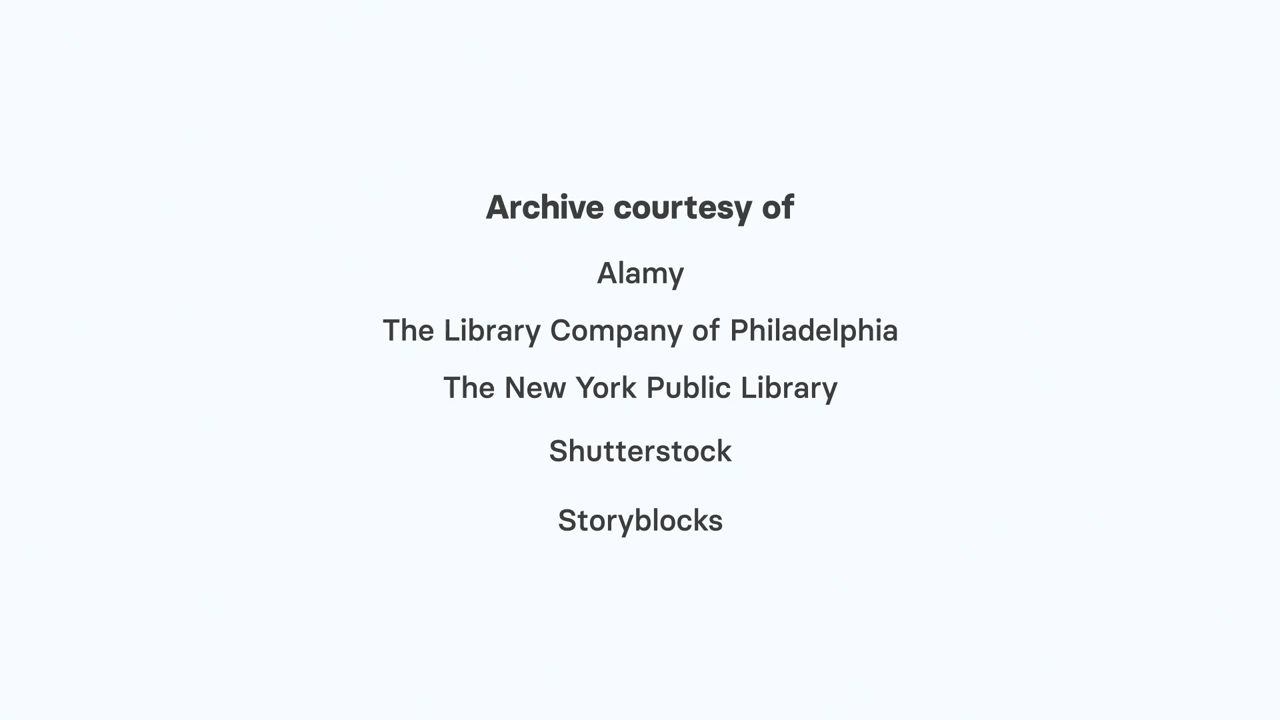 Archive courtesy of
Alamy
The Library Company of Philadelphia
The New York Public Library
Shutterstock
Storyblocks